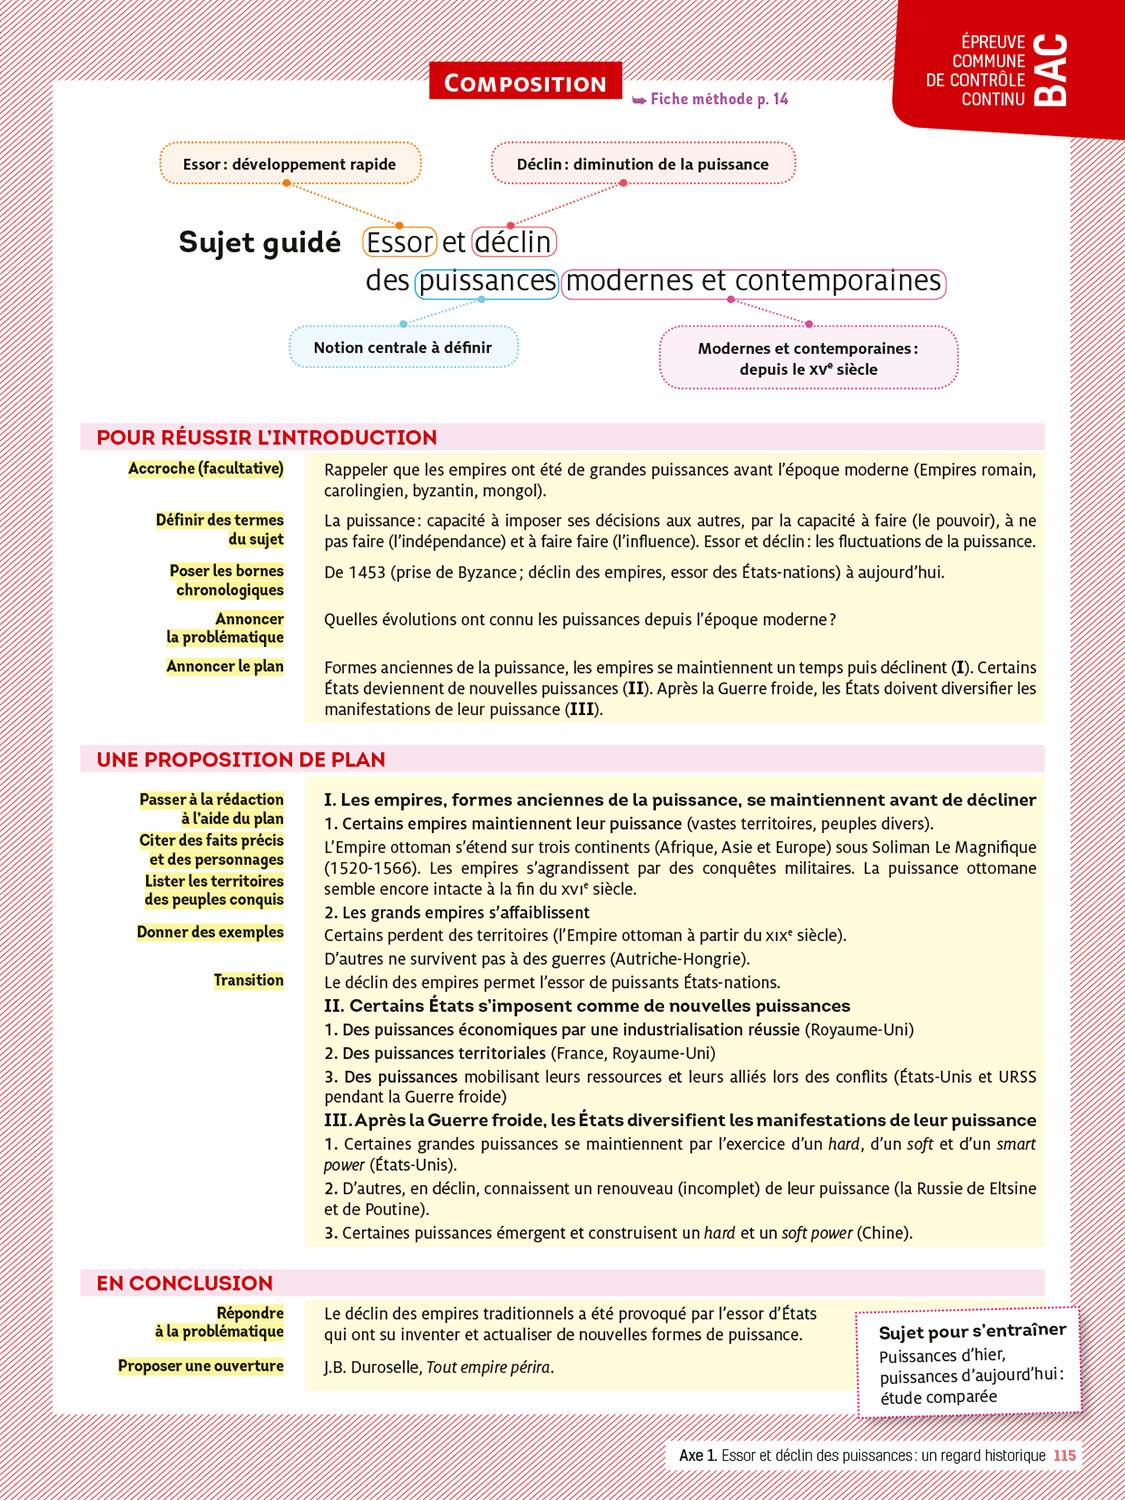 ÉPREUVE
COMMUNE
DE CONTRÔLE
CONTINU
BAC
COMPOSITION
➥ Fiche méthode p. 14
Essor : développement rapide
Déclin : diminution de la puissance
Sujet guidé Essor et déclin
des puissances modernes et contemporaines
Notion centrale à définir
Modernes et contemporaines :
depuis le XVe siècle
POUR RÉUSSIR L'INTRODUCTION
Accroche (facultative)
Rappeler que les empires ont été de grandes puissances avant l'époque moderne (Empires romain,
carolingien, byzantin, mongol).
Définir des termes
du sujet
La puissance : capacité à imposer ses décisions aux autres, par la capacité à faire (le pouvoir), à ne
pas faire (l'indépendance) et à faire faire (l'influence). Essor et déclin : les fluctuations de la puissance.
Poser les bornes
chronologiques
De 1453 (prise de Byzance ; déclin des empires, essor des États-nations) à aujourd'hui.
Annoncer
la problématique
Quelles évolutions ont connu les puissances depuis l'époque moderne ?
Annoncer le plan
Formes anciennes de la puissance, les empires se maintiennent un temps puis déclinent (I). Certains
États deviennent de nouvelles puissances (II). Après la Guerre froide, les États doivent diversifier les
manifestations de leur puissance (III).
UNE PROPOSITION DE PLAN
Passer à la rédaction
à l'aide du plan
Citer des faits précis
et des personnages
Lister les territoires
des peuples conquis
Donner des exemples
Transition
I. Les empires, formes anciennes de la puissance, se maintiennent avant de décliner
1. Certains empires maintiennent leur puissance (vastes territoires, peuples divers).
L'Empire ottoman s'étend sur trois continents (Afrique, Asie et Europe) sous Soliman Le Magnifique
(1520-1566). Les empires s'agrandissent par des conquêtes militaires. La puissance ottomane
semble encore intacte à la fin du XVIe siècle.
2. Les grands empires s'affaiblissent
Certains perdent des territoires (l'Empire ottoman à partir du XIXe siècle).
D'autres ne survivent pas à des guerres (Autriche-Hongrie).
Le déclin des empires permet l'essor de puissants États-nations.
II. Certains États s'imposent comme de nouvelles puissances
1. Des puissances économiques par une industrialisation réussie (Royaume-Uni)
2. Des puissances territoriales (France, Royaume-Uni)
3. Des puissances mobilisant leurs ressources et leurs alliés lors des conflits (États-Unis et URSS
pendant la Guerre froide)
III. Après la Guerre froide, les États diversifient les manifestations de leur puissance
1. Certaines grandes puissances se maintiennent par l'exercice d'un hard, d'un soft et d'un smart
power (États-Unis).
2. D'autres, en déclin, connaissent un renouveau (incomplet) de leur puissance (la Russie de Eltsine
et de Poutine).
3. Certaines puissances émergent et construisent un hard et un soft power (Chine).
EN CONCLUSION
Répondre
à la problématique
Le déclin des empires traditionnels a été provoqué par l'essor d'États
qui ont su inventer et actualiser de nouvelles formes de puissance.
Proposer une ouverture
J.B. Duroselle, Tout empire périra.
Sujet pour s'entraîner
Puissances d'hier,
puissances d'aujourd'hui :
étude comparée
Axe 1. Essor et déclin des puissances : un regard historique 115